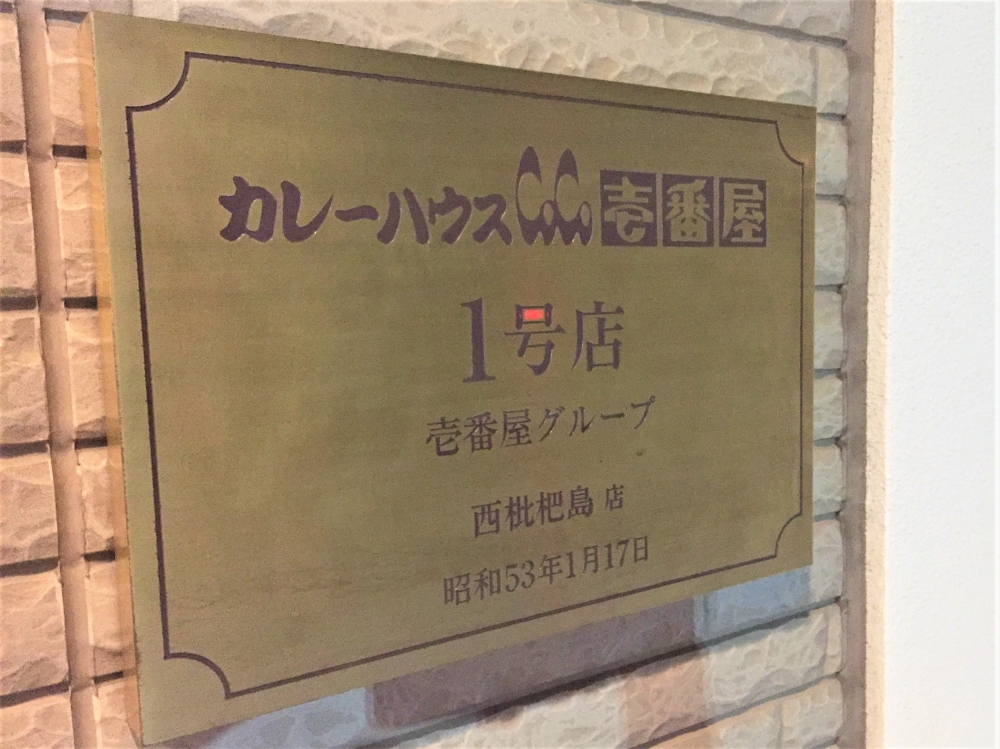 カレーハウスCoCo壱番屋
1号店
壱番屋グループ
西枇杷島 店
昭和53年1月17日